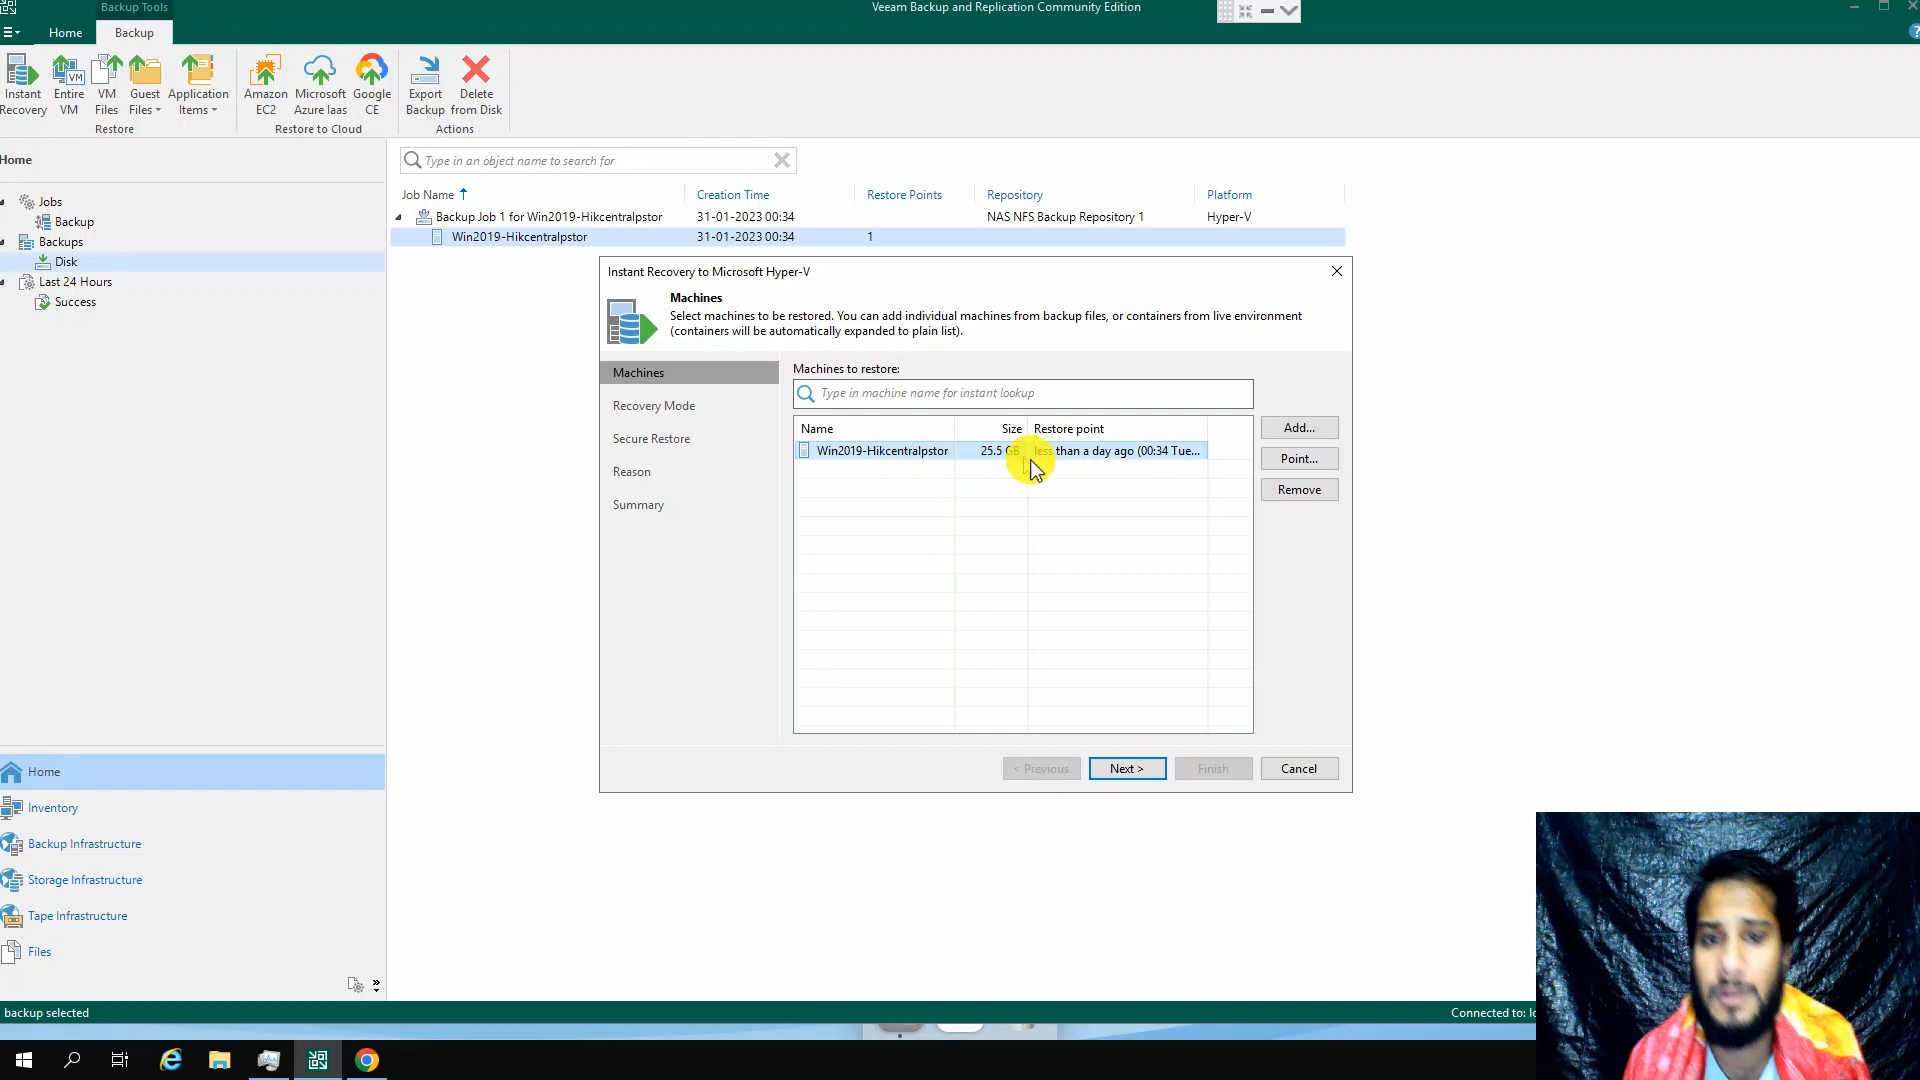 Backup Tools
Veeam Backup and Replication Community Edition
Home
Backup
Instant Recovery
Entire VM
VM Files
Guest Files
Application Items
Amazon EC2
Microsoft Azure Iaas
Google CE
Export Backup
Delete from Disk
Restore
Restore to Cloud
Actions
Home
Type in an object name to search for
Job Name
Creation Time
Restore Points
Repository
Platform
Backup Job 1 for Win2019-Hikcentralpstor
31-01-2023 00:34
NAS NFS Backup Repository 1
Hyper-V
Win2019-Hikcentralpstor
31-01-2023 00:34
1
Jobs
Backup
Backups
Disk
Last 24 Hours
Success
Instant Recovery to Microsoft Hyper-V
Machines
Select machines to be restored. You can add individual machines from backup files, or containers from live environment
(containers will be automatically expanded to plain list).
Machines
Recovery Mode
Secure Restore
Reason
Summary
Machines to restore:
Type in machine name for instant lookup
Name
Size
Restore point
Win2019-Hikcentralpstor
25.5 GB
less than a day ago (00:34 Tue...
Add...
Point...
Remove
< Previous
Next >
Finish
Cancel
Home
Inventory
Backup Infrastructure
Storage Infrastructure
Tape Infrastructure
Files
backup selected
Connected to: